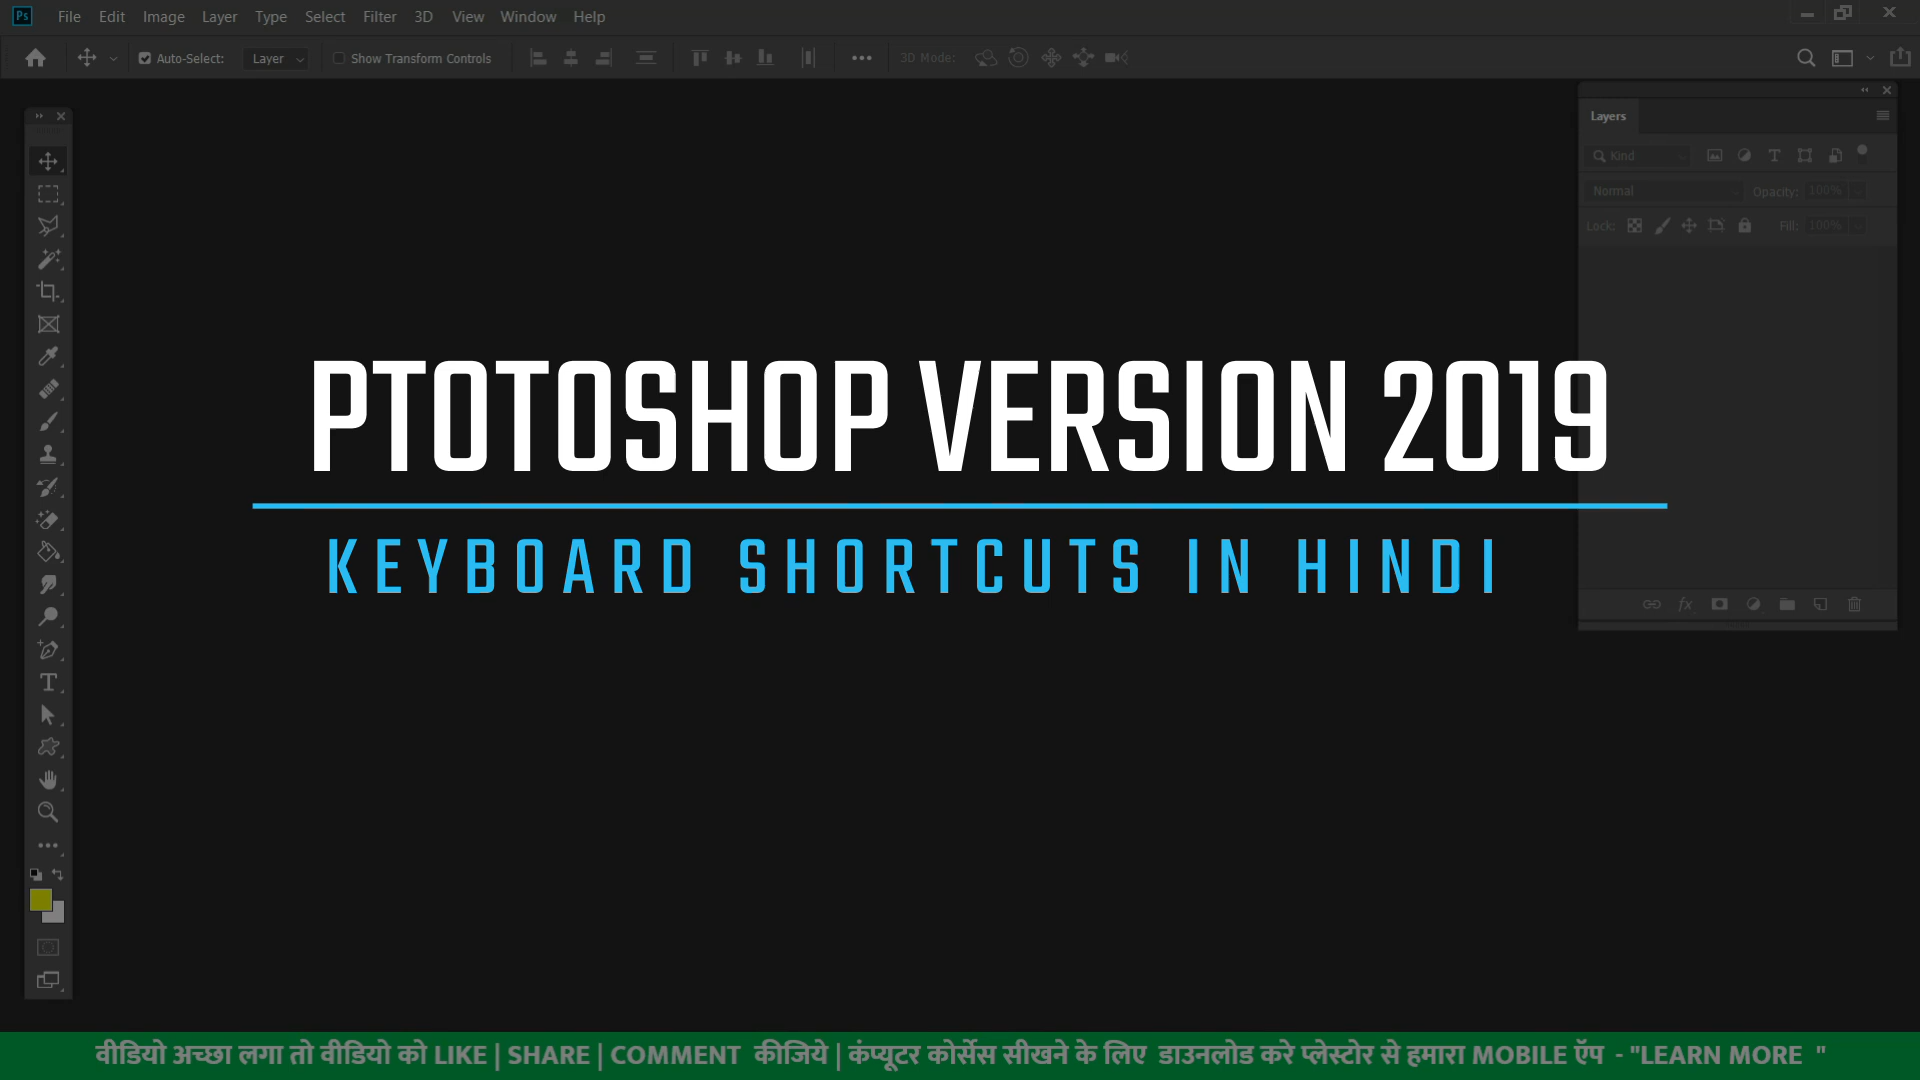 Ps File Edit Image Layer Type Select Filter 3D View Window Help
Auto-Select: Layer Show Transform Controls 3D Mode:
Layers
Kind
Normal Opacity: 100%
Lock: Fill: 100%
PTOTOSHOP VERSION 2019
KEYBOARD SHORTCUTS IN HINDI
fx
वीडियो अच्छा लगा तो वीडियो को LIKE | SHARE | COMMENT कीजिये | कंप्यूटर कोर्सेस सीखने के लिए डाउनलोड करे प्लेस्टोर से हमारा MOBILE ऍप - "LEARN MORE "